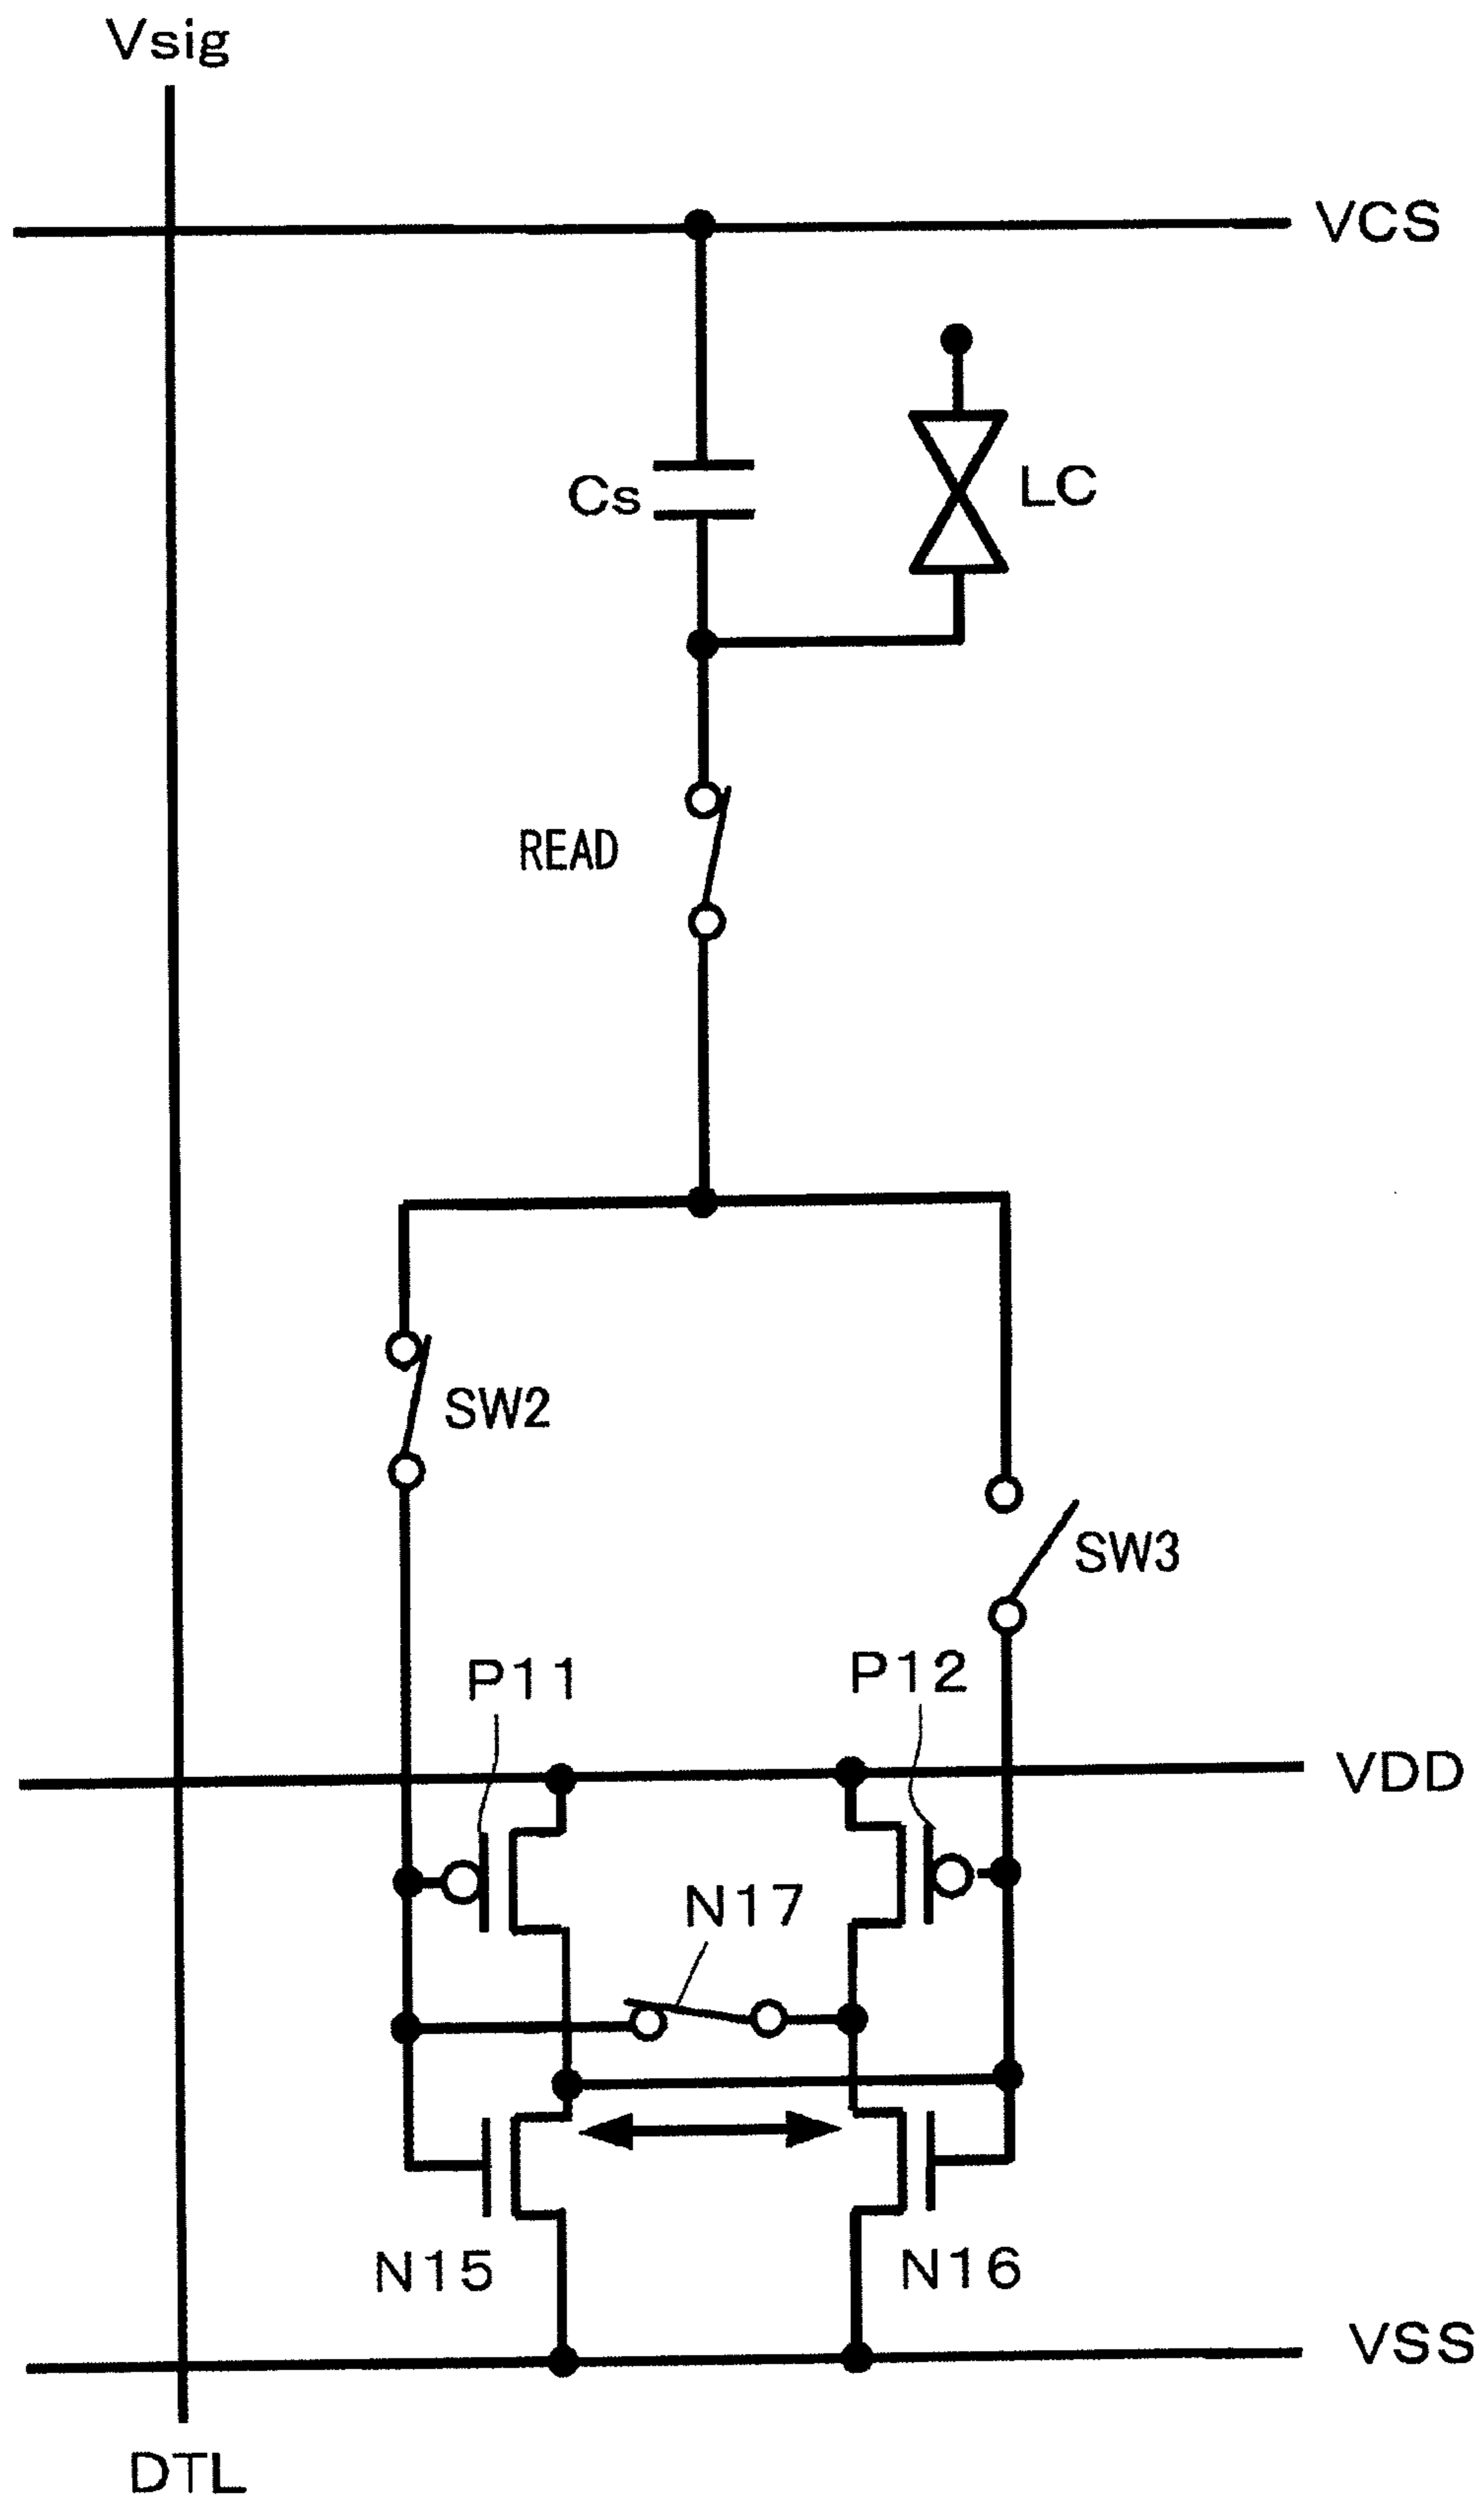 Vsig
VCS
Cs
LC
READ
SW2
SW3
P11
P12
VDD
N17
N15
N16
VSS
DTL